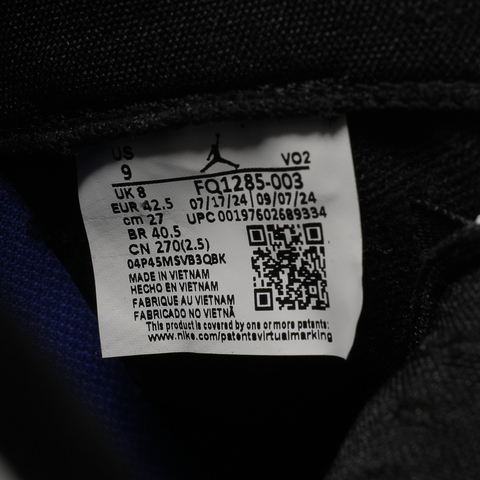 US
9 VO2
UK 8 FQ1285-003
EUR 42.5 07/17/24 09/07/24
cm 27 UPC 00197602689334
BR 40.5
CN 270(2.5)
04P45MSVB3QBK
MADE IN VIETNAM
HECHO EN VIETNAM
FABRIQUE AU VIETNAM
FABRICADO NO VIETNÃ
This product is covered by one or more patents:
www.nike.com/patentsvirtualmarking